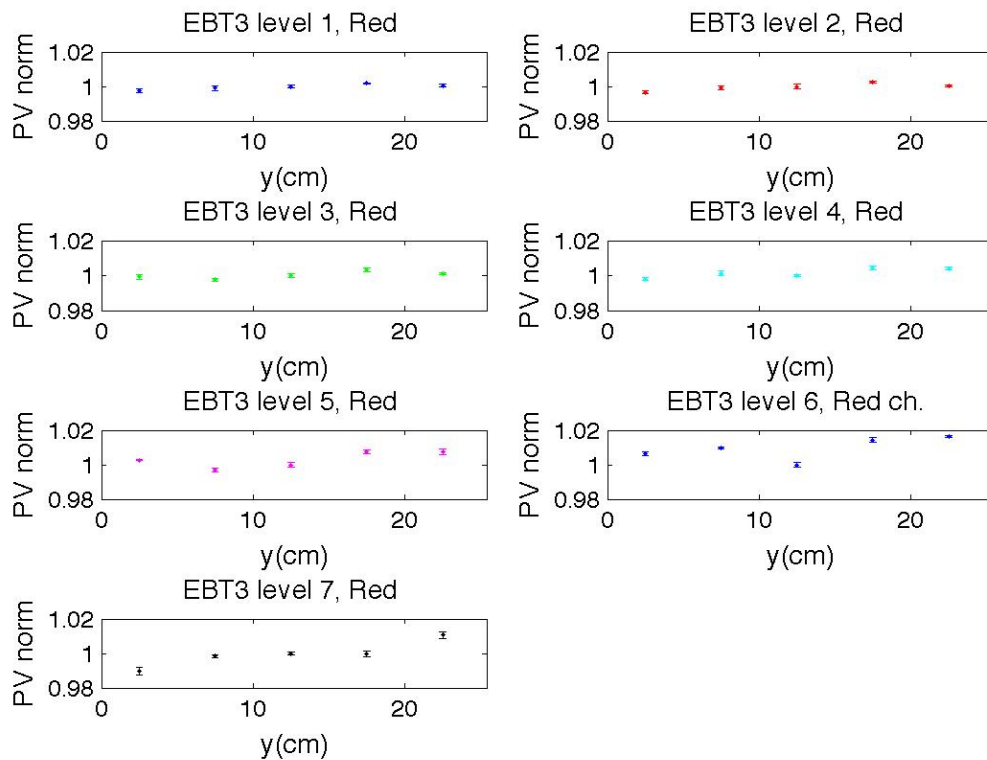 EBT3 level 1, Red
PV norm
1.02
1
0.98
0
10
20
y(cm)
EBT3 level 2, Red
PV norm
1.02
1
0.98
0
10
20
y(cm)
EBT3 level 3, Red
PV norm
1.02
1
0.98
0
10
20
y(cm)
EBT3 level 4, Red
PV norm
1.02
1
0.98
0
10
20
y(cm)
EBT3 level 5, Red
PV norm
1.02
1
0.98
0
10
20
y(cm)
EBT3 level 6, Red ch.
PV norm
1.02
1
0.98
0
10
20
y(cm)
EBT3 level 7, Red
PV norm
1.02
1
0.98
0
10
20
y(cm)